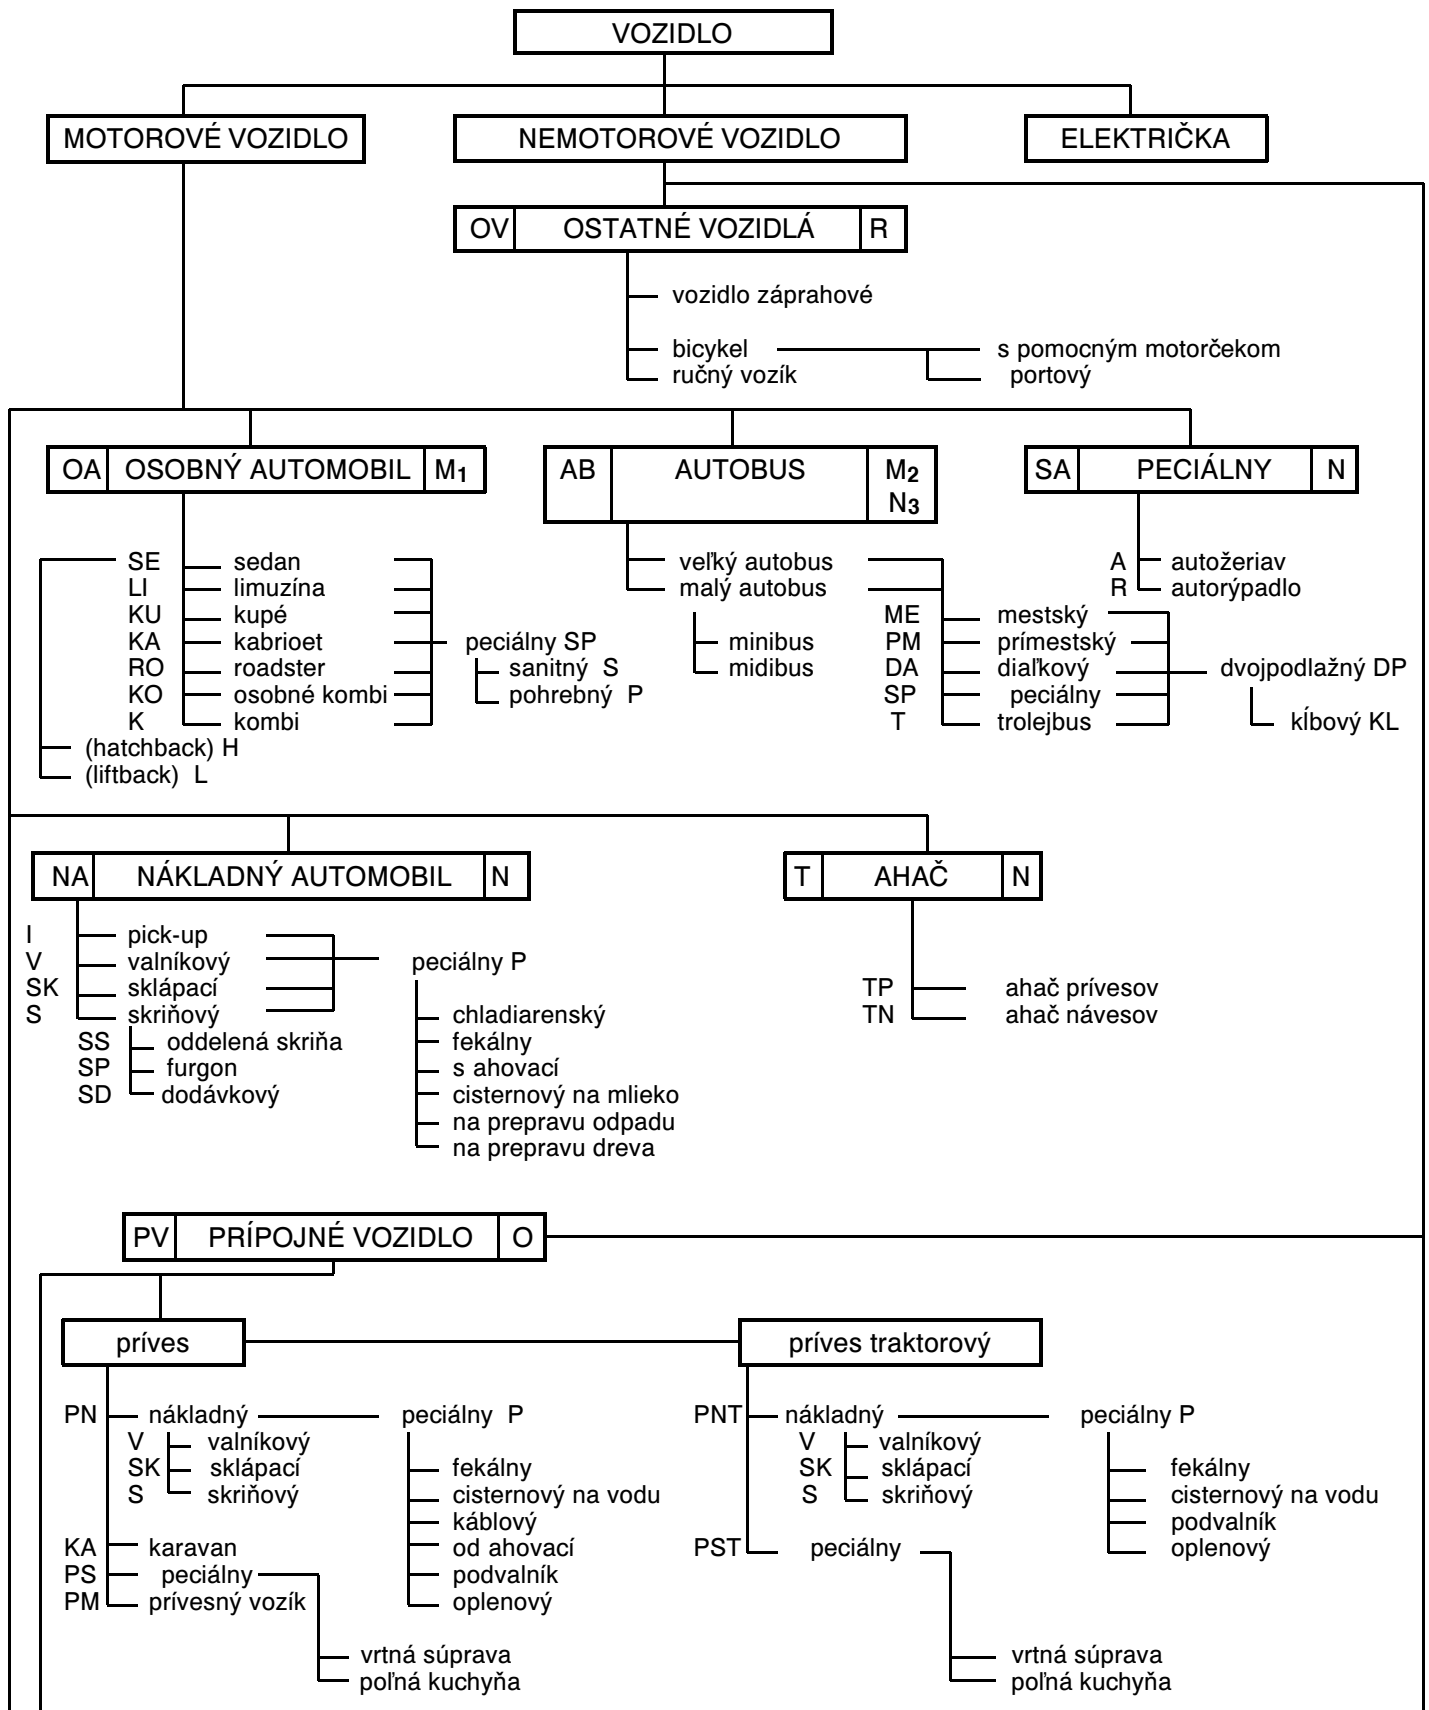 VOZIDLO
MOTOROVÉ VOZIDLO
NEMOTOROVÉ VOZIDLO
ELEKTRIČKA
OV OSTATNÉ VOZIDLÁ R
vozidlo záprahové
bicykel s pomocným motorčekom
ručný vozík portový
OA OSOBNÝ AUTOMOBIL M1
SE sedan
LI limuzína
KU kupé
KA kabrioet
RO roadster
KO osobné kombi
K kombi
(hatchback) H
(liftback) L
peciálny SP
sanitný S
pohrebný P
AB AUTOBUS M2
N3
veľký autobus
malý autobus
minibus
midibus
ME mestský
PM prímestský
DA diaľkový
SP peciálny
T trolejbus
dvojpodlažný DP
kĺbový KL
SA PECIÁLNY N
A autožeriav
R autorýpadlo
NA NÁKLADNÝ AUTOMOBIL N
I pick-up
V valníkový
SK sklápací
S skriňový
SS oddelená skriňa
SP furgon
SD dodávkový
peciálny P
chladiarenský
fekálny
s ahovací
cisternový na mlieko
na prepravu odpadu
na prepravu dreva
T AHAČ N
TP ahač prívesov
TN ahač návesov
PV PRÍPOJNÉ VOZIDLO O
príves
PN nákladný
V valníkový
SK sklápací
S skriňový
KA karavan
PS peciálny
PM prívesný vozík
peciálny P
fekálny
cisternový na vodu
káblový
od ahovací
podvalník
oplenový
vrtná súprava
poľná kuchyňa
príves traktorový
PNT nákladný
V valníkový
SK sklápací
S skriňový
PST peciálny
peciálny P
fekálny
cisternový na vodu
podvalník
oplenový
vrtná súprava
poľná kuchyňa